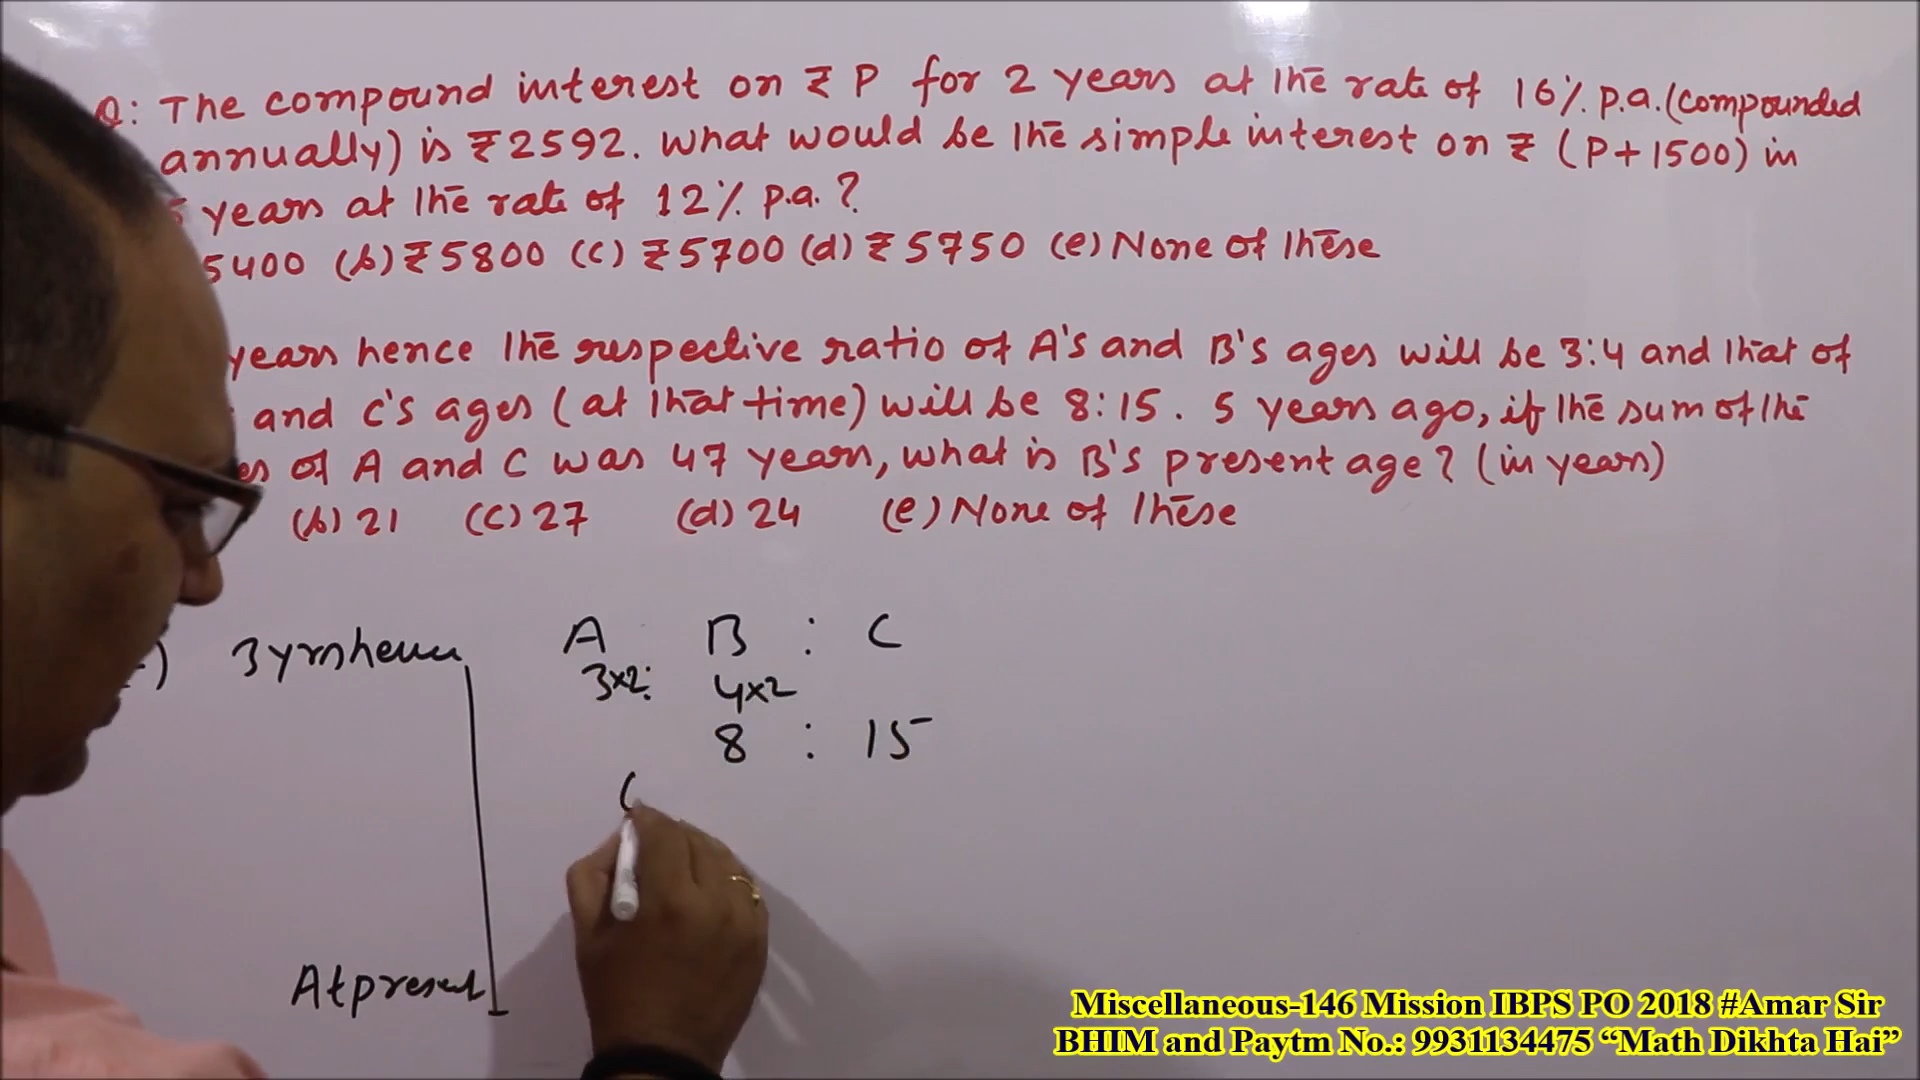 Q: The compound interest on ₹ P for 2 years at the rate of 16% p.a. (compounded
annually) is ₹2592. What would be the simple interest on ₹ (P+1500) in
years at the rate of 12% p.a.?
5400 (b) ₹5800 (c) ₹5700 (d) ₹5750 (e) None of these
years hence the respective ratio of A's and B's ages will be 3:4 and that of
and C's ages (at that time) will be 8:15. 5 years ago, if the sum of the
es of A and C was 47 years, what is B's present age? (in years)
(b) 21 (c) 27 (d) 24 (e) None of these
3 yrs hence
A B : C
3×2: 4×2
8 : 15
At present
Miscellaneous-146 Mission IBPS PO 2018 #Amar Sir
BHIM and Paytm No.: 9931134475 “Math Dikhta Hai”